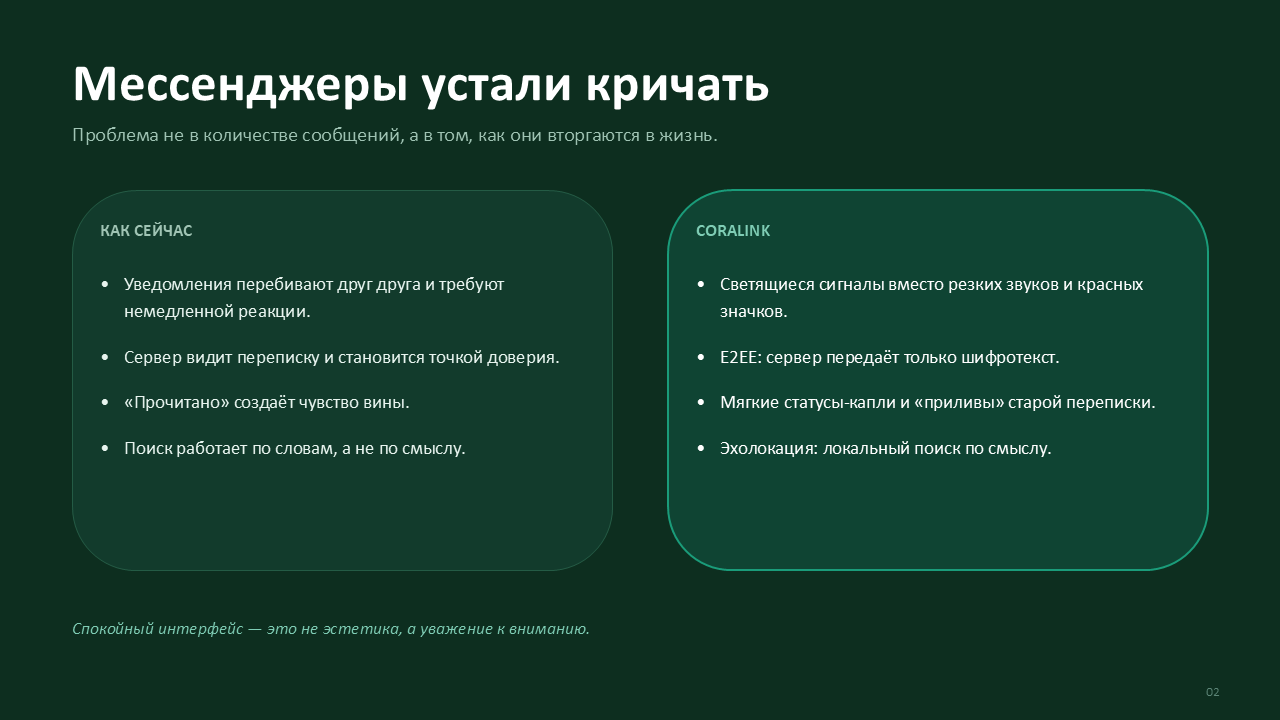 Мессенджеры устали кричать
Проблема не в количестве сообщений, а в том, как они вторгаются в жизнь.
КАК СЕЙЧАС
• Уведомления перебивают друг друга и требуют
немедленной реакции.
• Сервер видит переписку и становится точкой доверия.
• «Прочитано» создаёт чувство вины.
• Поиск работает по словам, а не по смыслу.
CORALINK
• Светящиеся сигналы вместо резких звуков и красных
значков.
• E2EE: сервер передаёт только шифротекст.
• Мягкие статусы-капли и «приливы» старой переписки.
• Эхолокация: локальный поиск по смыслу.
Спокойный интерфейс — это не эстетика, а уважение к вниманию.
02